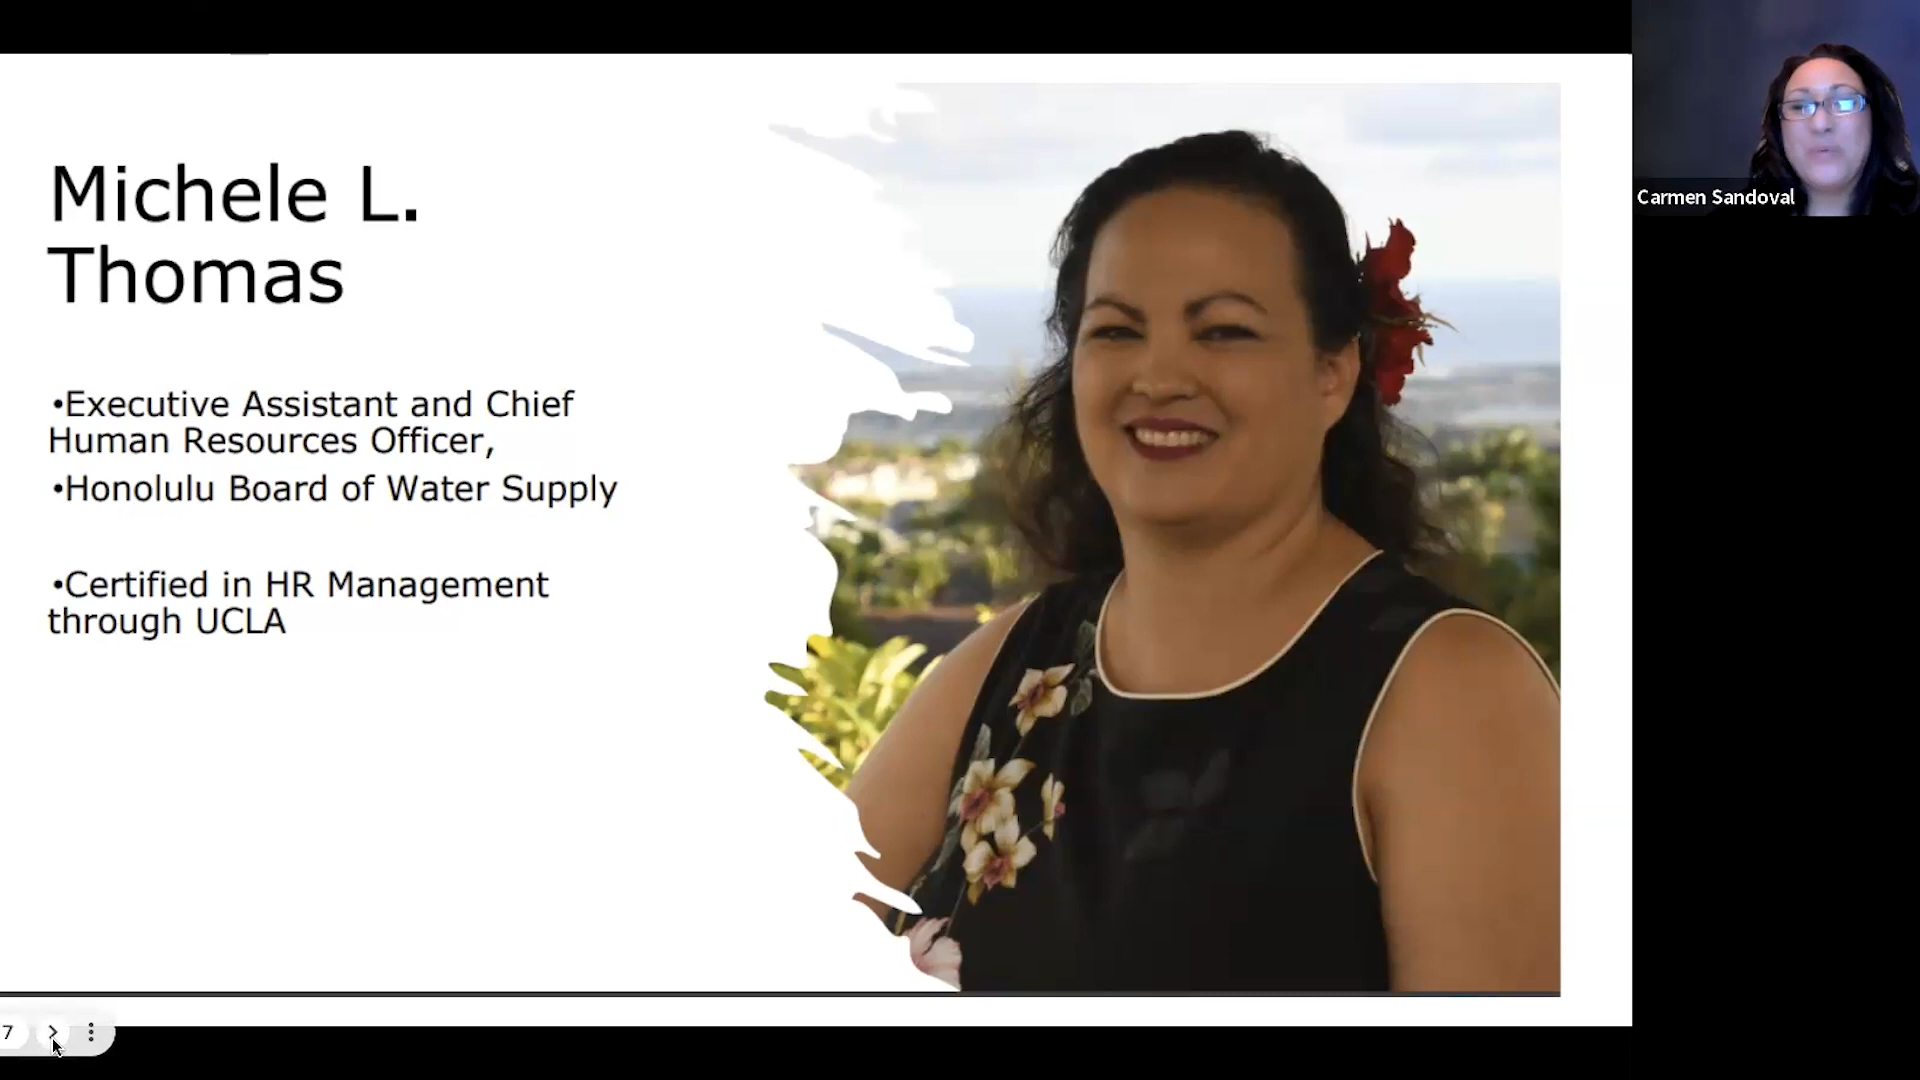 Michele L.
Thomas
•Executive Assistant and Chief
Human Resources Officer,
•Honolulu Board of Water Supply
•Certified in HR Management
through UCLA
Carmen Sandoval
7